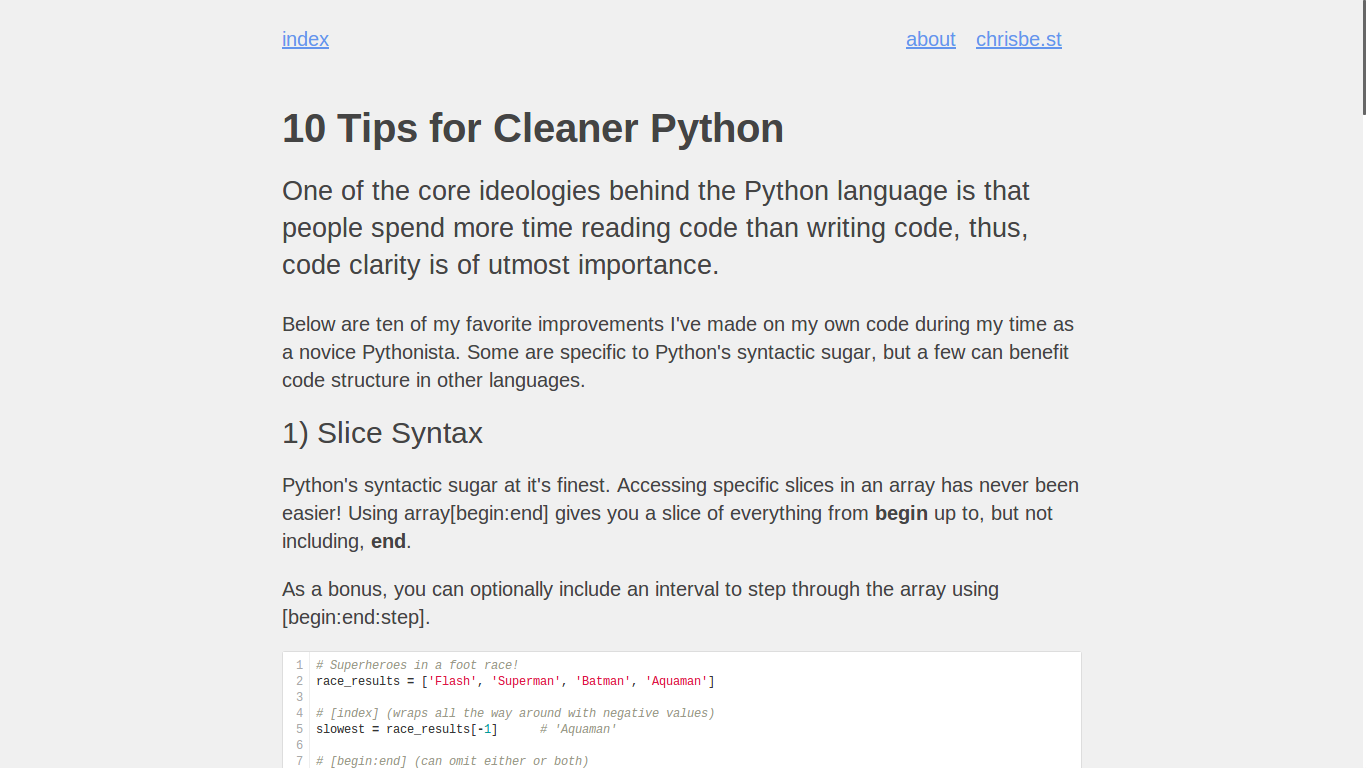 index
about chrisbe.st
10 Tips for Cleaner Python
One of the core ideologies behind the Python language is that
people spend more time reading code than writing code, thus,
code clarity is of utmost importance.
Below are ten of my favorite improvements I've made on my own code during my time as
a novice Pythonista. Some are specific to Python's syntactic sugar, but a few can benefit
code structure in other languages.
1) Slice Syntax
Python's syntactic sugar at it's finest. Accessing specific slices in an array has never been
easier! Using array[begin:end] gives you a slice of everything from begin up to, but not
including, end.
As a bonus, you can optionally include an interval to step through the array using
[begin:end:step].
1 # Superheroes in a foot race!
2 race_results = ['Flash', 'Superman', 'Batman', 'Aquaman']
3
4 # [index] (wraps all the way around with negative values)
5 slowest = race_results[-1]      # 'Aquaman'
6
7 # [begin:end] (can omit either or both)